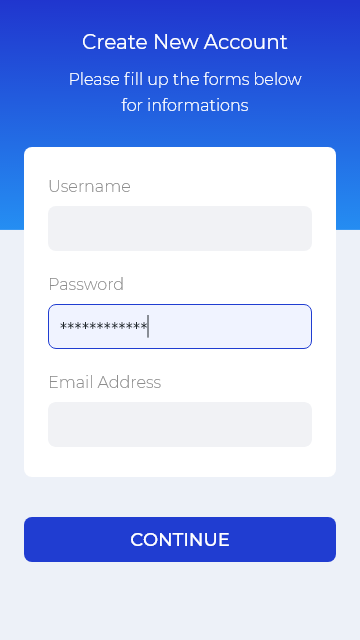 Create New Account
Please fill up the forms below
for informations
Username
Password
************
Email Address
CONTINUE